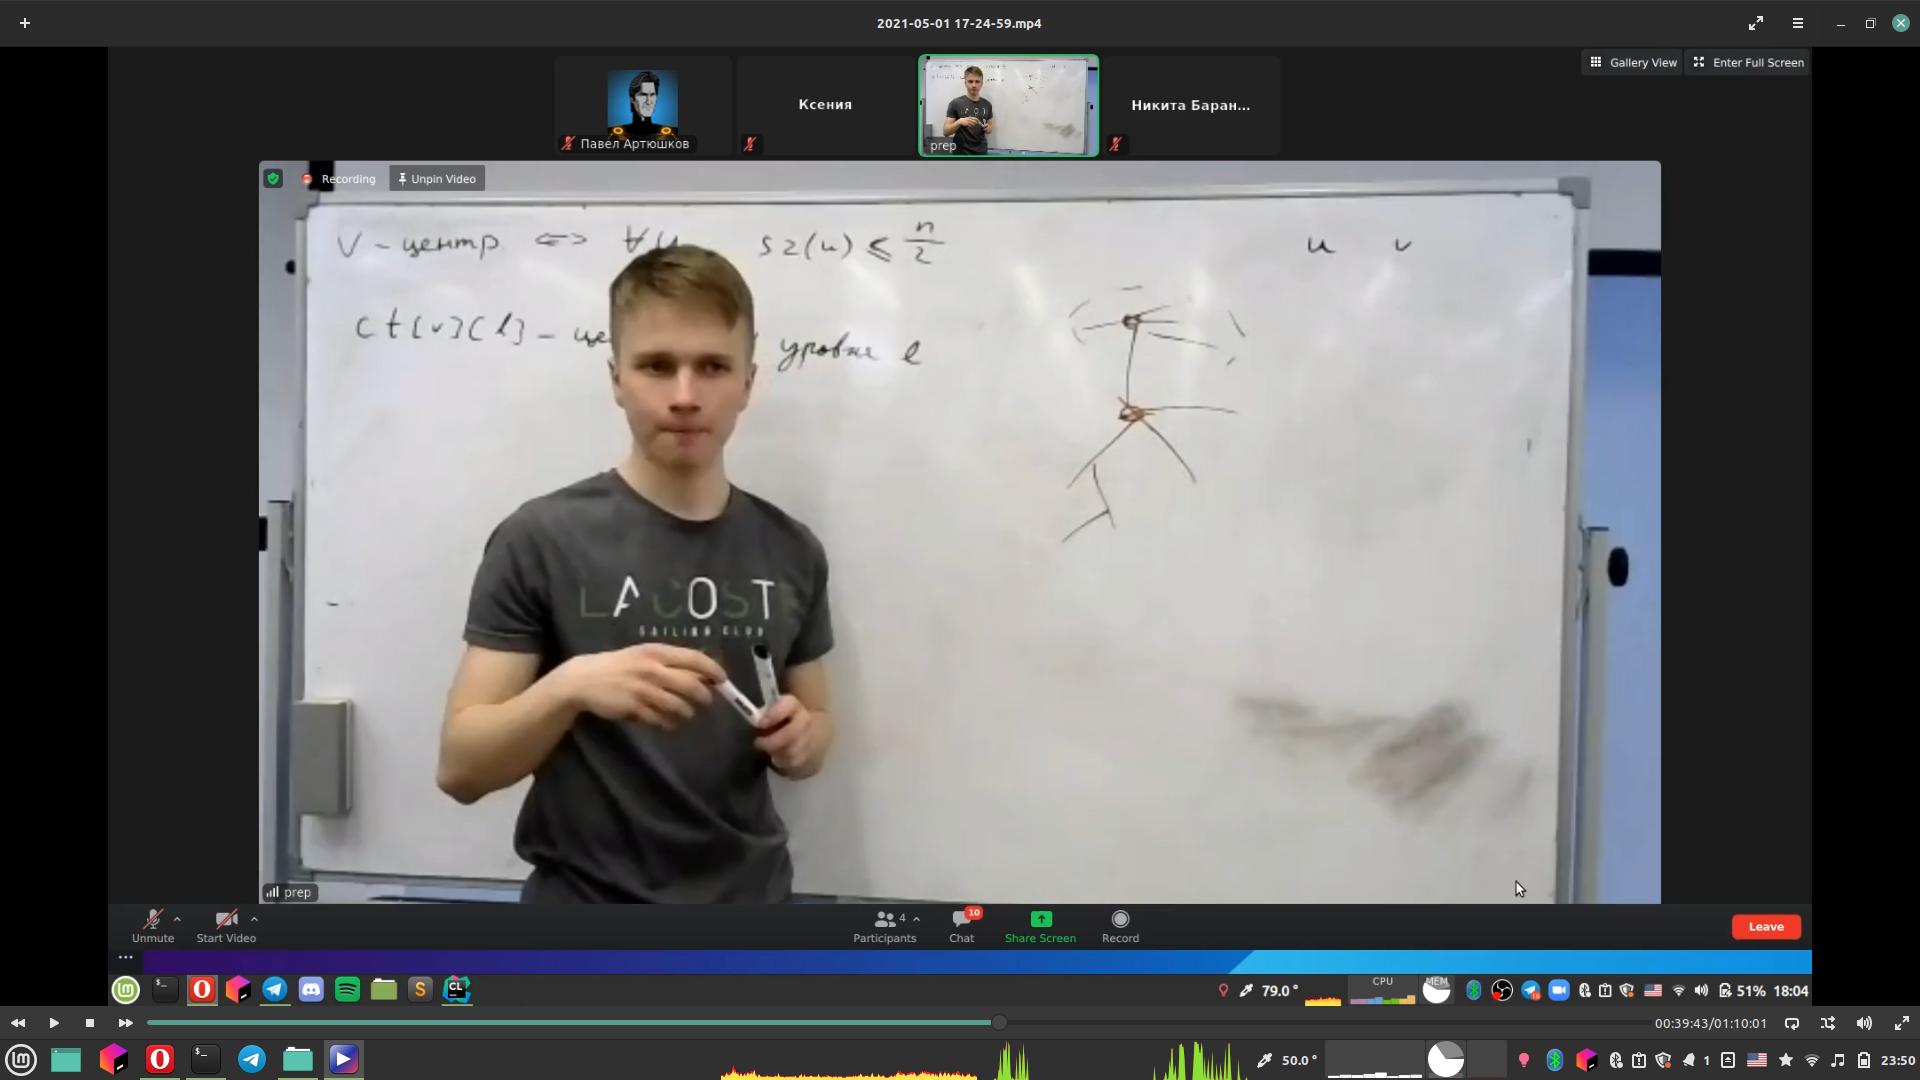 2021-05-01 17-24-59.mp4
Gallery View
Enter Full Screen
Павел Артюшков
Ксения
prep
Никита Баран...
Recording
Unpin Video
v - центр <=> ∀u sz(u) ⩽ n/2
u v
ct[v][l] - це
уровня l
LACOSTE
SAILING CLUB
prep
Unmute
Start Video
4
Participants
10
Chat
Share Screen
Record
Leave
79.0°
CPU
MEM
51%
18:04
00:39:43/01:10:01
50.0°
1
23:50